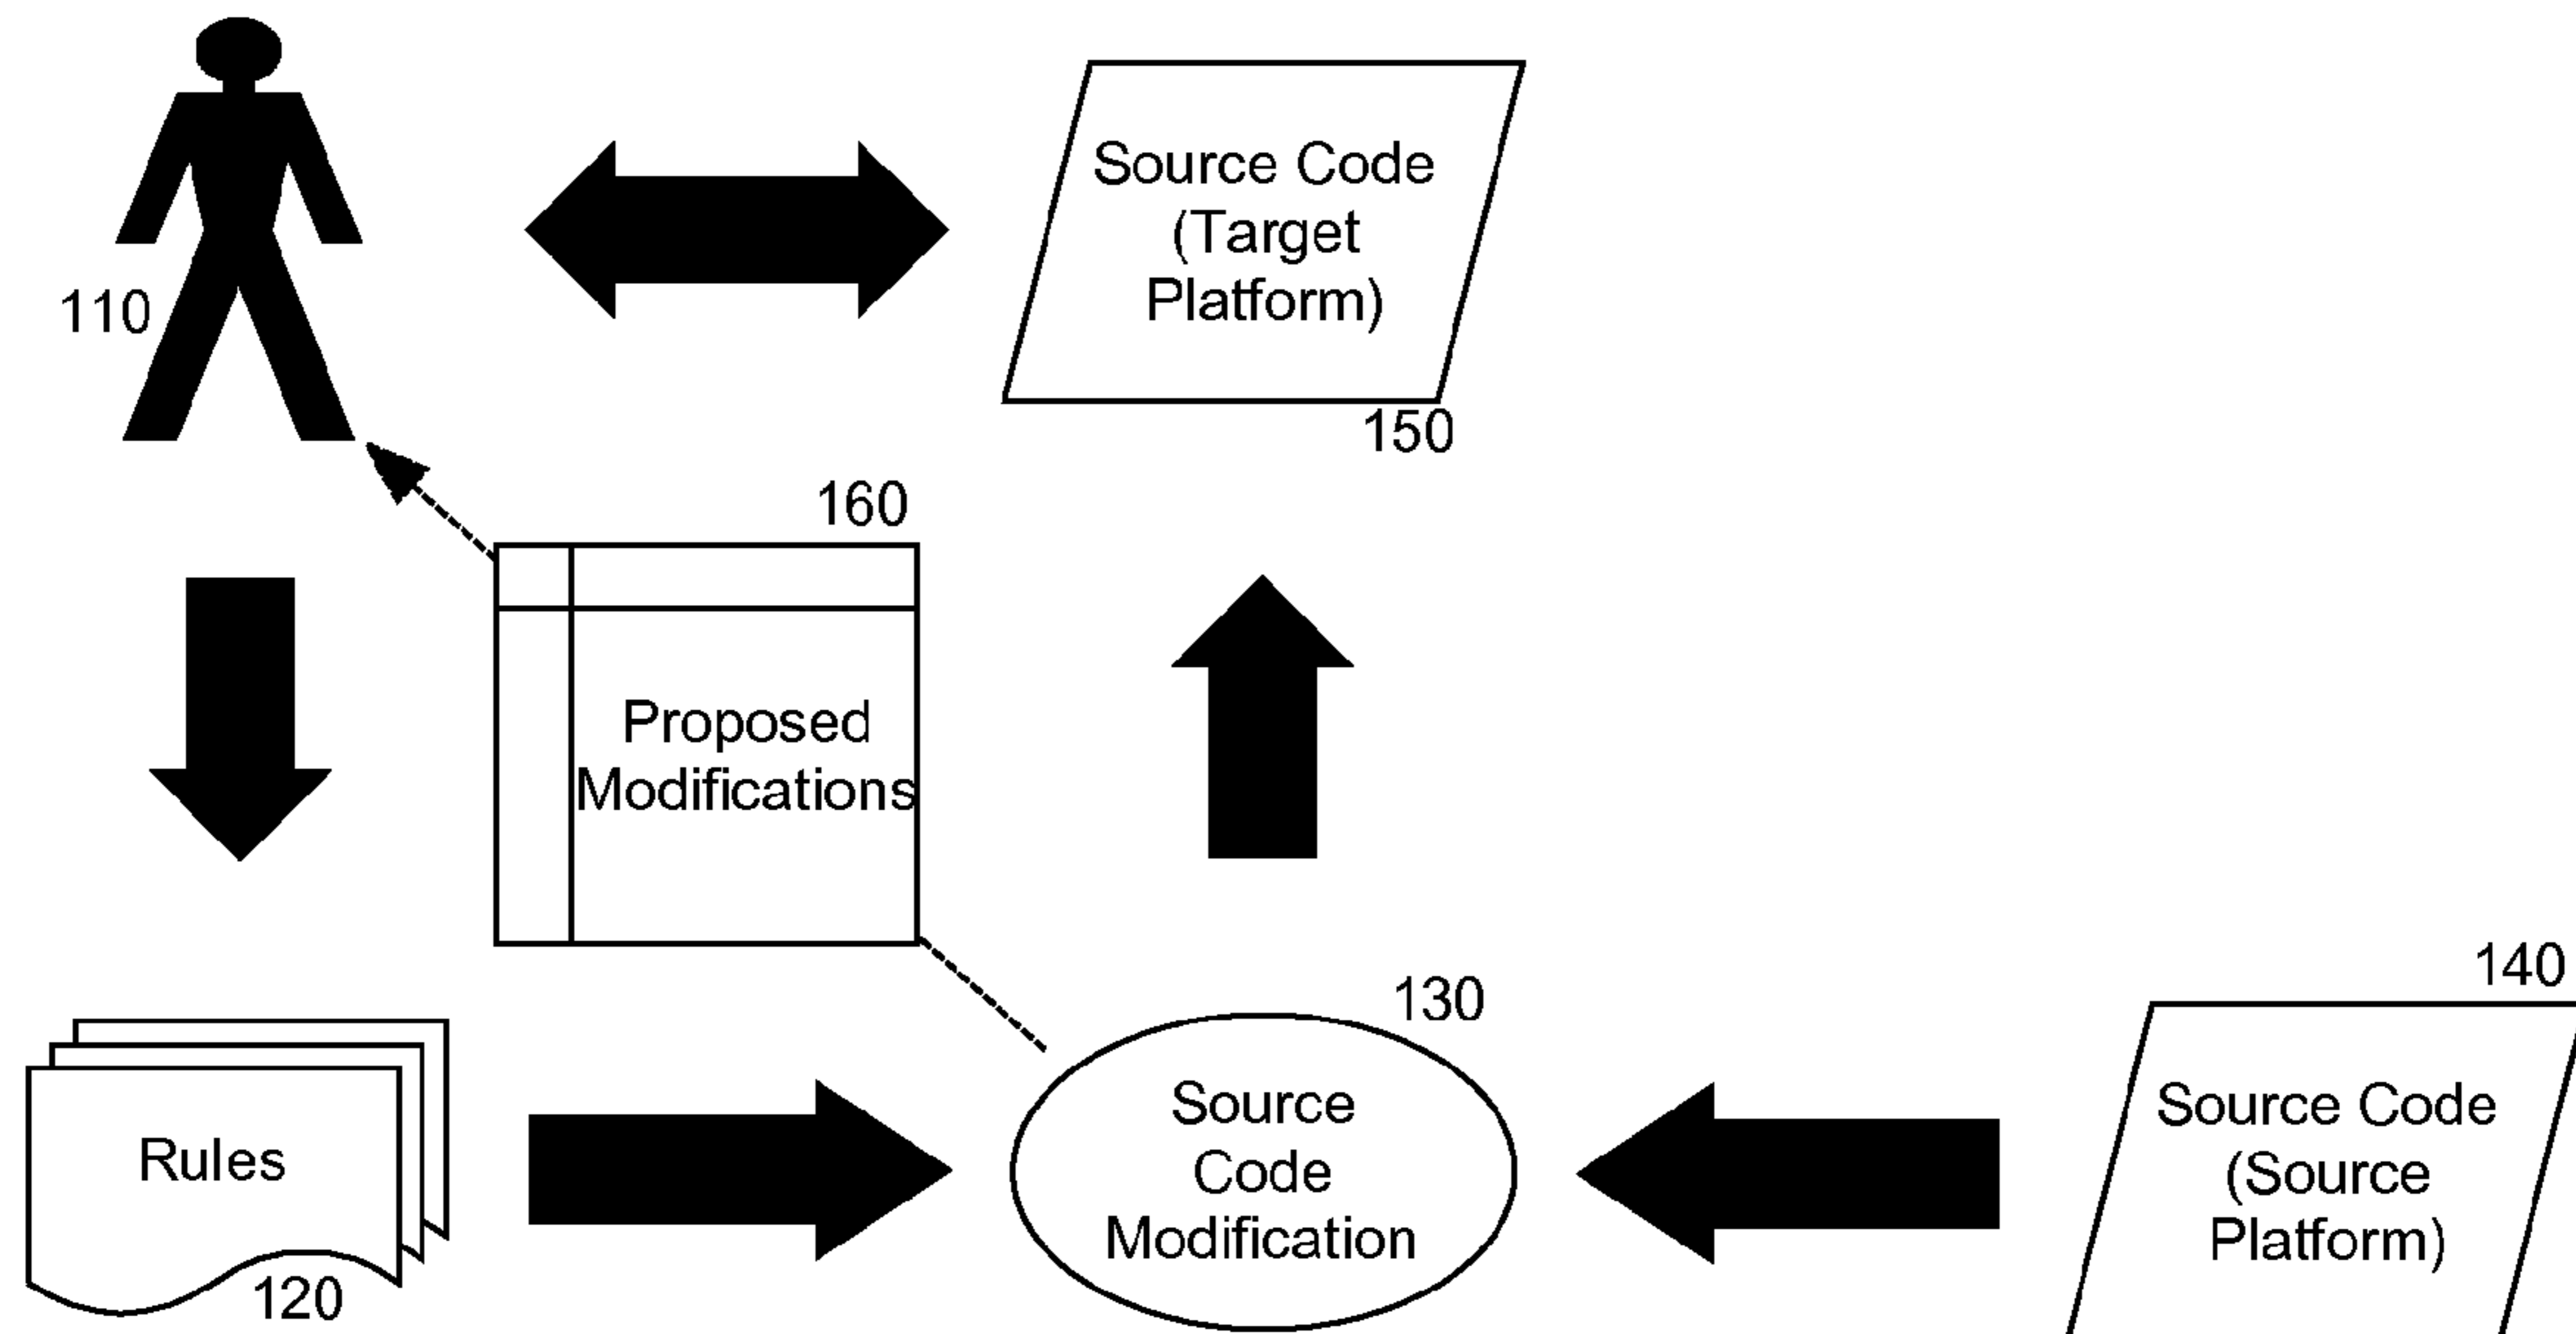 Source Code
(Target
Platform)
110
150
160
Proposed
Modifications
140
130
Rules
120
Source
Code
Modification
Source Code
(Source
Platform)